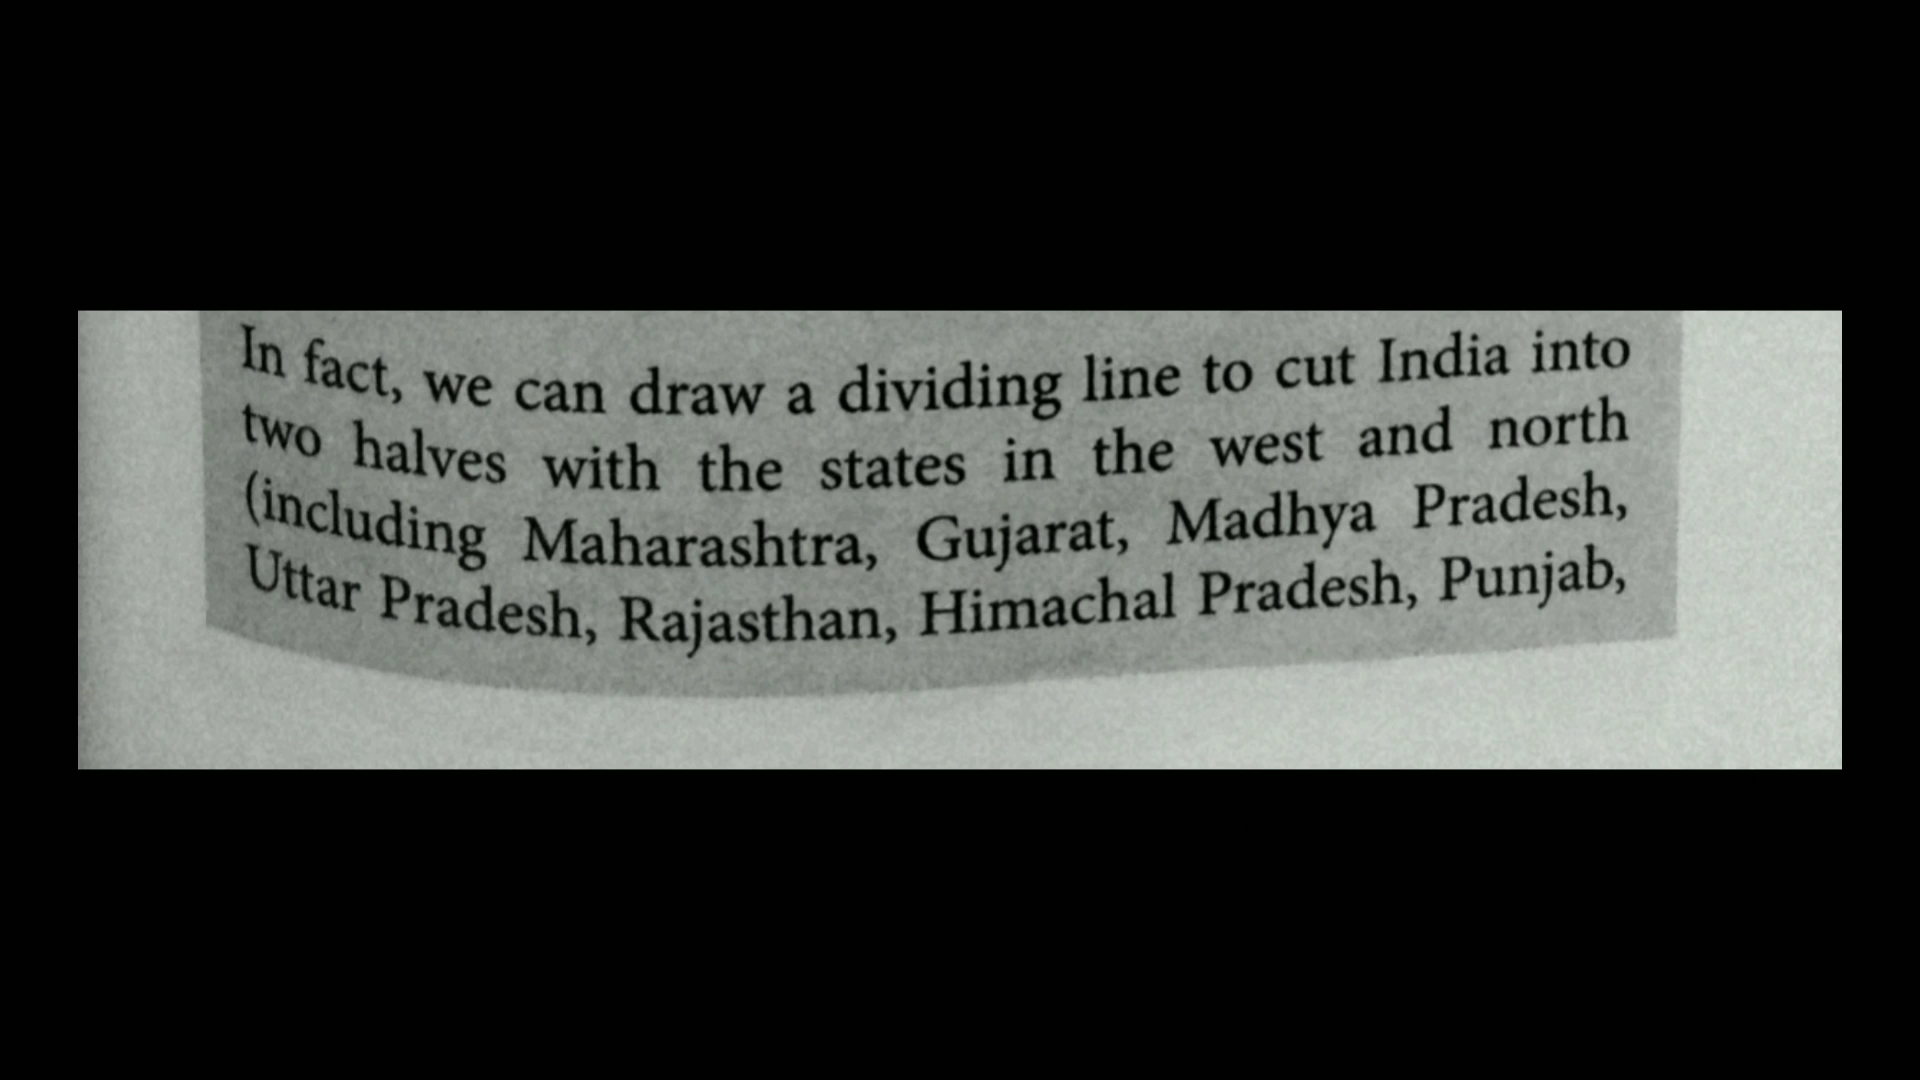 In fact, we can draw a dividing line to cut India into
two halves with the states in the west and north
(including Maharashtra, Gujarat, Madhya Pradesh,
Uttar Pradesh, Rajasthan, Himachal Pradesh, Punjab,